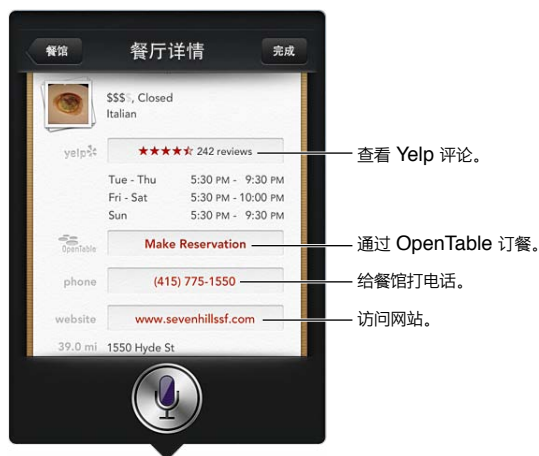 餐馆
餐厅详情
完成
$$$$, Closed
Italian
yelp
242 reviews
查看 Yelp 评论。
Tue - Thu 5:30 PM - 9:30 PM
Fri - Sat 5:30 PM - 10:00 PM
Sun 5:30 PM - 9:30 PM
OpenTable
Make Reservation
通过 OpenTable 订餐。
phone
(415) 775-1550
给餐馆打电话。
website
www.sevenhillssf.com
访问网站。
39.0 mi 1550 Hyde St